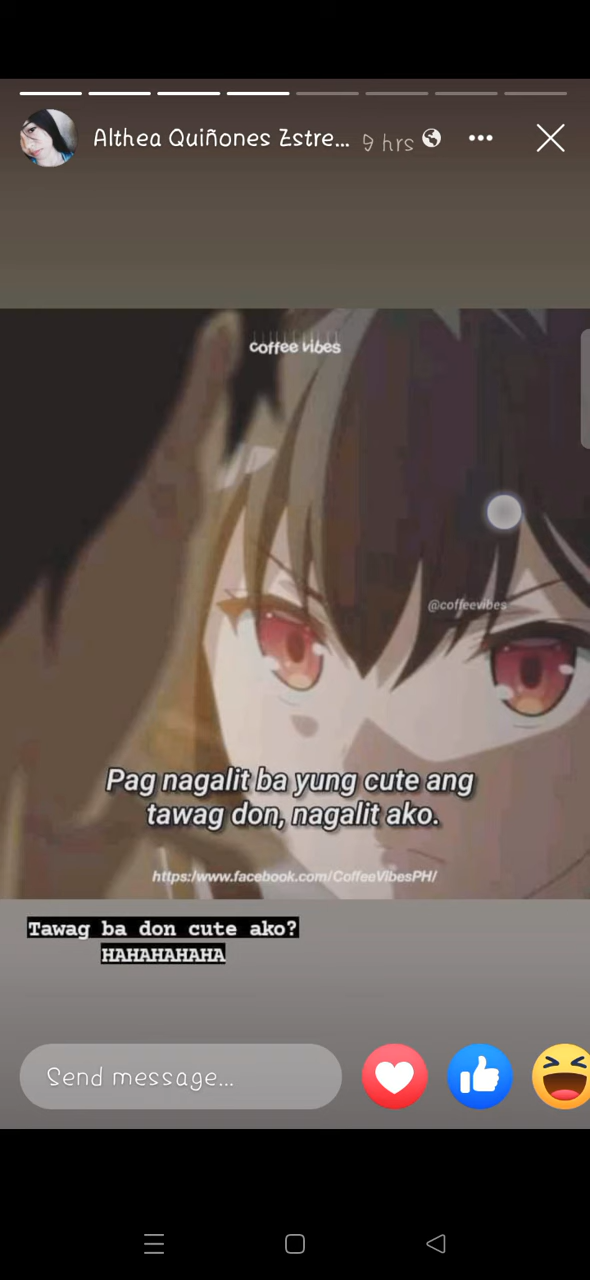 Althea Quiñones Estre... 9 hrs
coffee vibes
@coffeevibes
Pag nagalit ba yung cute ang
tawag don, nagalit ako.
https:/www.facebook.com/CoffeeVibesPH/
Tawag ba don cute ako?
HAHAHAHAHA
Send message...